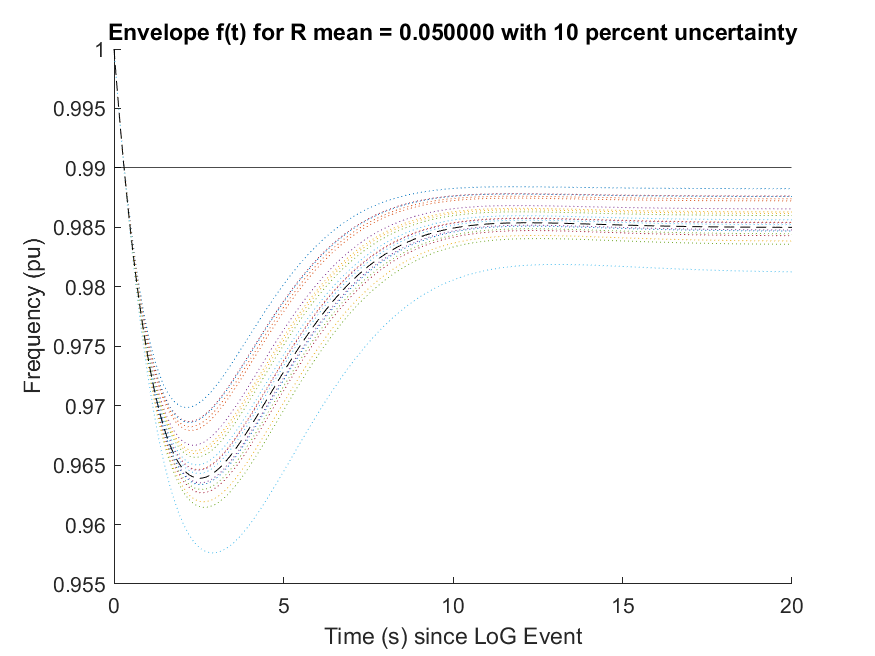 Envelope f(t) for R mean = 0.050000 with 10 percent uncertainty
1
0.995
0.99
0.985
0.98
0.975
0.97
0.965
0.96
0.955
Frequency (pu)
0 5 10 15 20
Time (s) since LoG Event